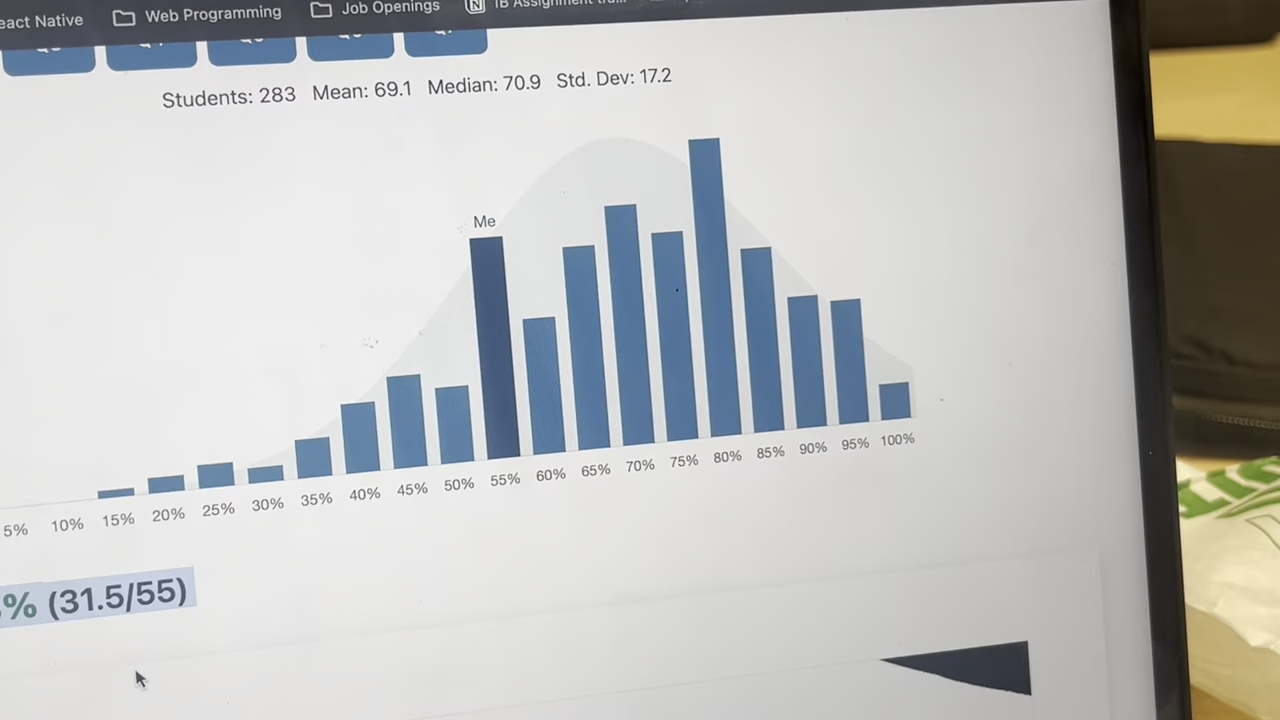 eact Native Web Programming Job Openings IB Assignment
Students: 283 Mean: 69.1 Median: 70.9 Std. Dev: 17.2
Me
5% 10% 15% 20% 25% 30% 35% 40% 45% 50% 55% 60% 65% 70% 75% 80% 85% 90% 95% 100%
% (31.5/55)